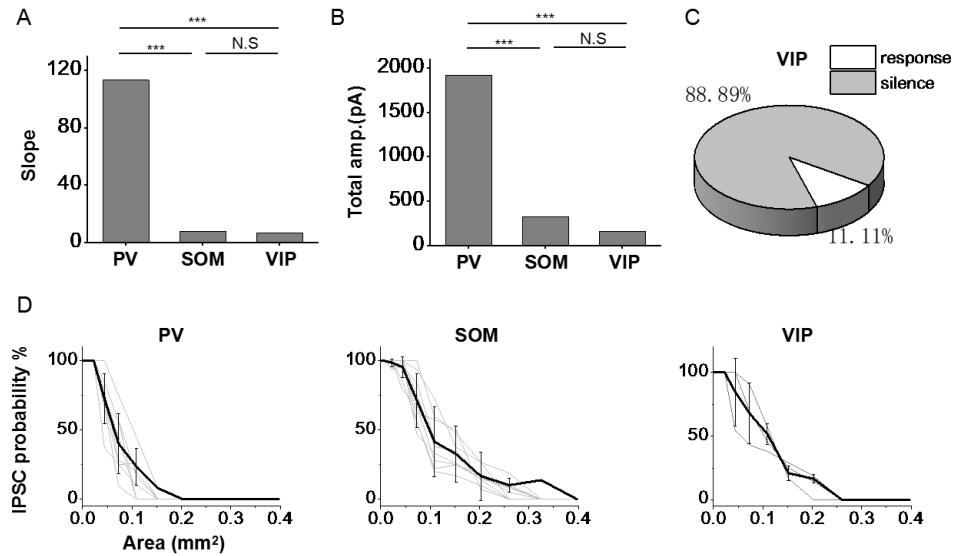 A
***
***
N.S
120
80
40
0
Slope
PV SOM VIP
B
***
***
N.S
2000
1500
1000
500
0
Total amp.(pA)
PV SOM VIP
C
VIP
response
silence
88.89%
11.11%
D
PV
100
50
0
IPSC probability %
0.0 0.1 0.2 0.3 0.4
Area (mm²)
SOM
100
50
0
0.0 0.1 0.2 0.3 0.4
VIP
100
50
0
0.0 0.1 0.2 0.3 0.4